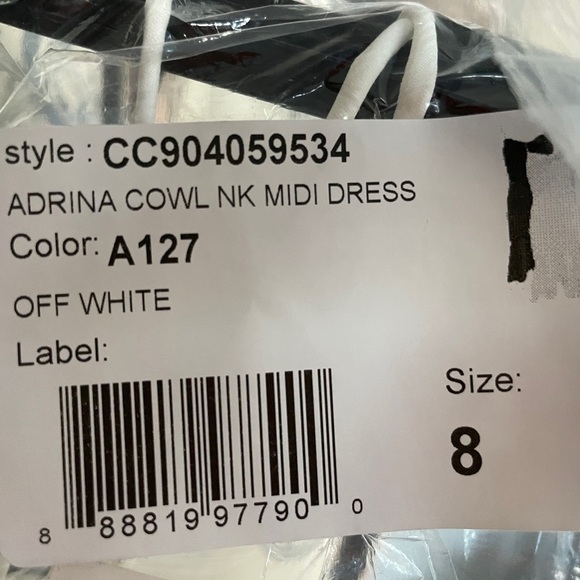 style : CC904059534
ADRINA COWL NK MIDI DRESS
Color: A127
OFF WHITE
Label:
Size:
8
8 88819 97790 0